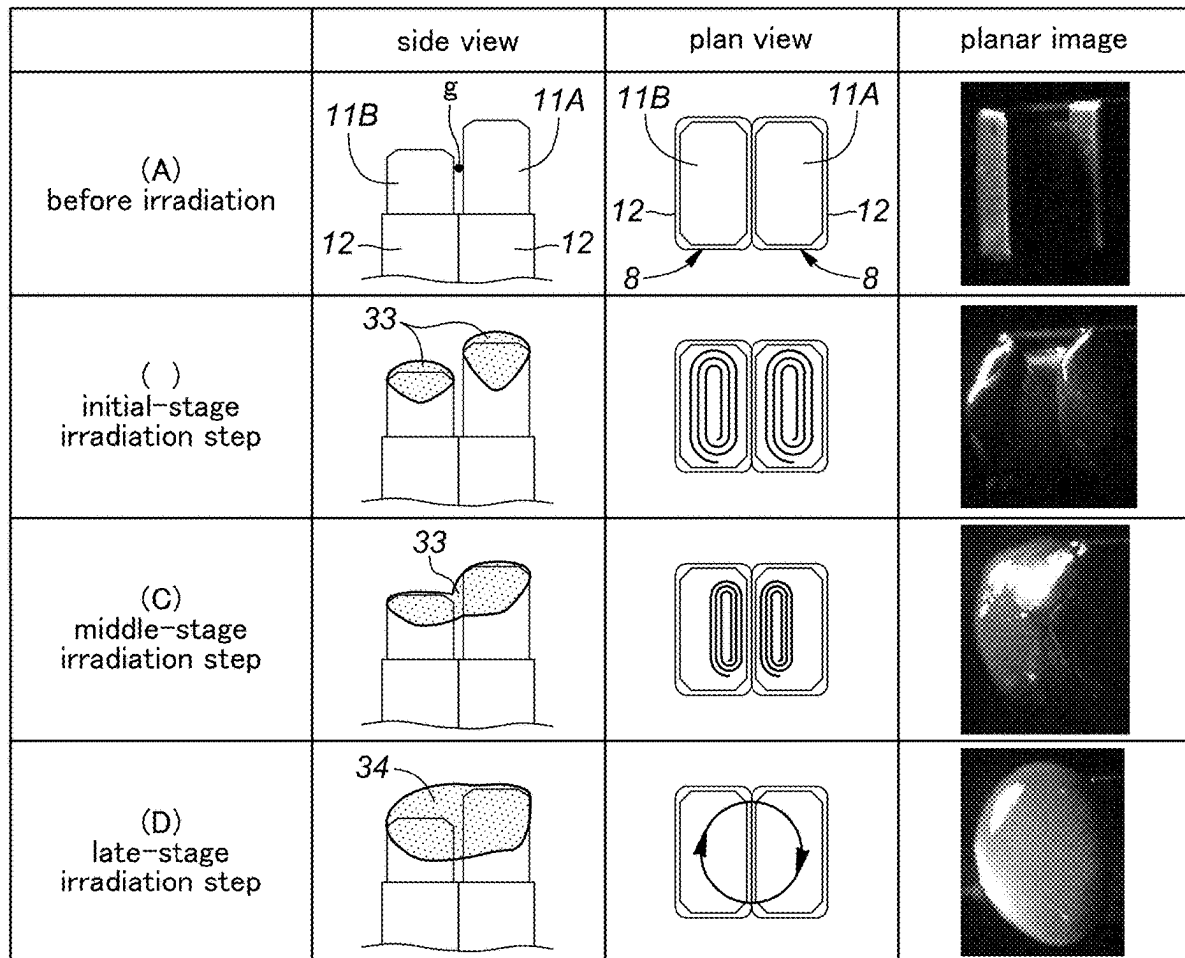 side view
plan view
planar image
(A)
before irradiation
11B
g
11A
12
12
11B
11A
12
12
8
8
( )
initial-stage
irradiation step
33
(C)
middle-stage
irradiation step
33
(D)
late-stage
irradiation step
34